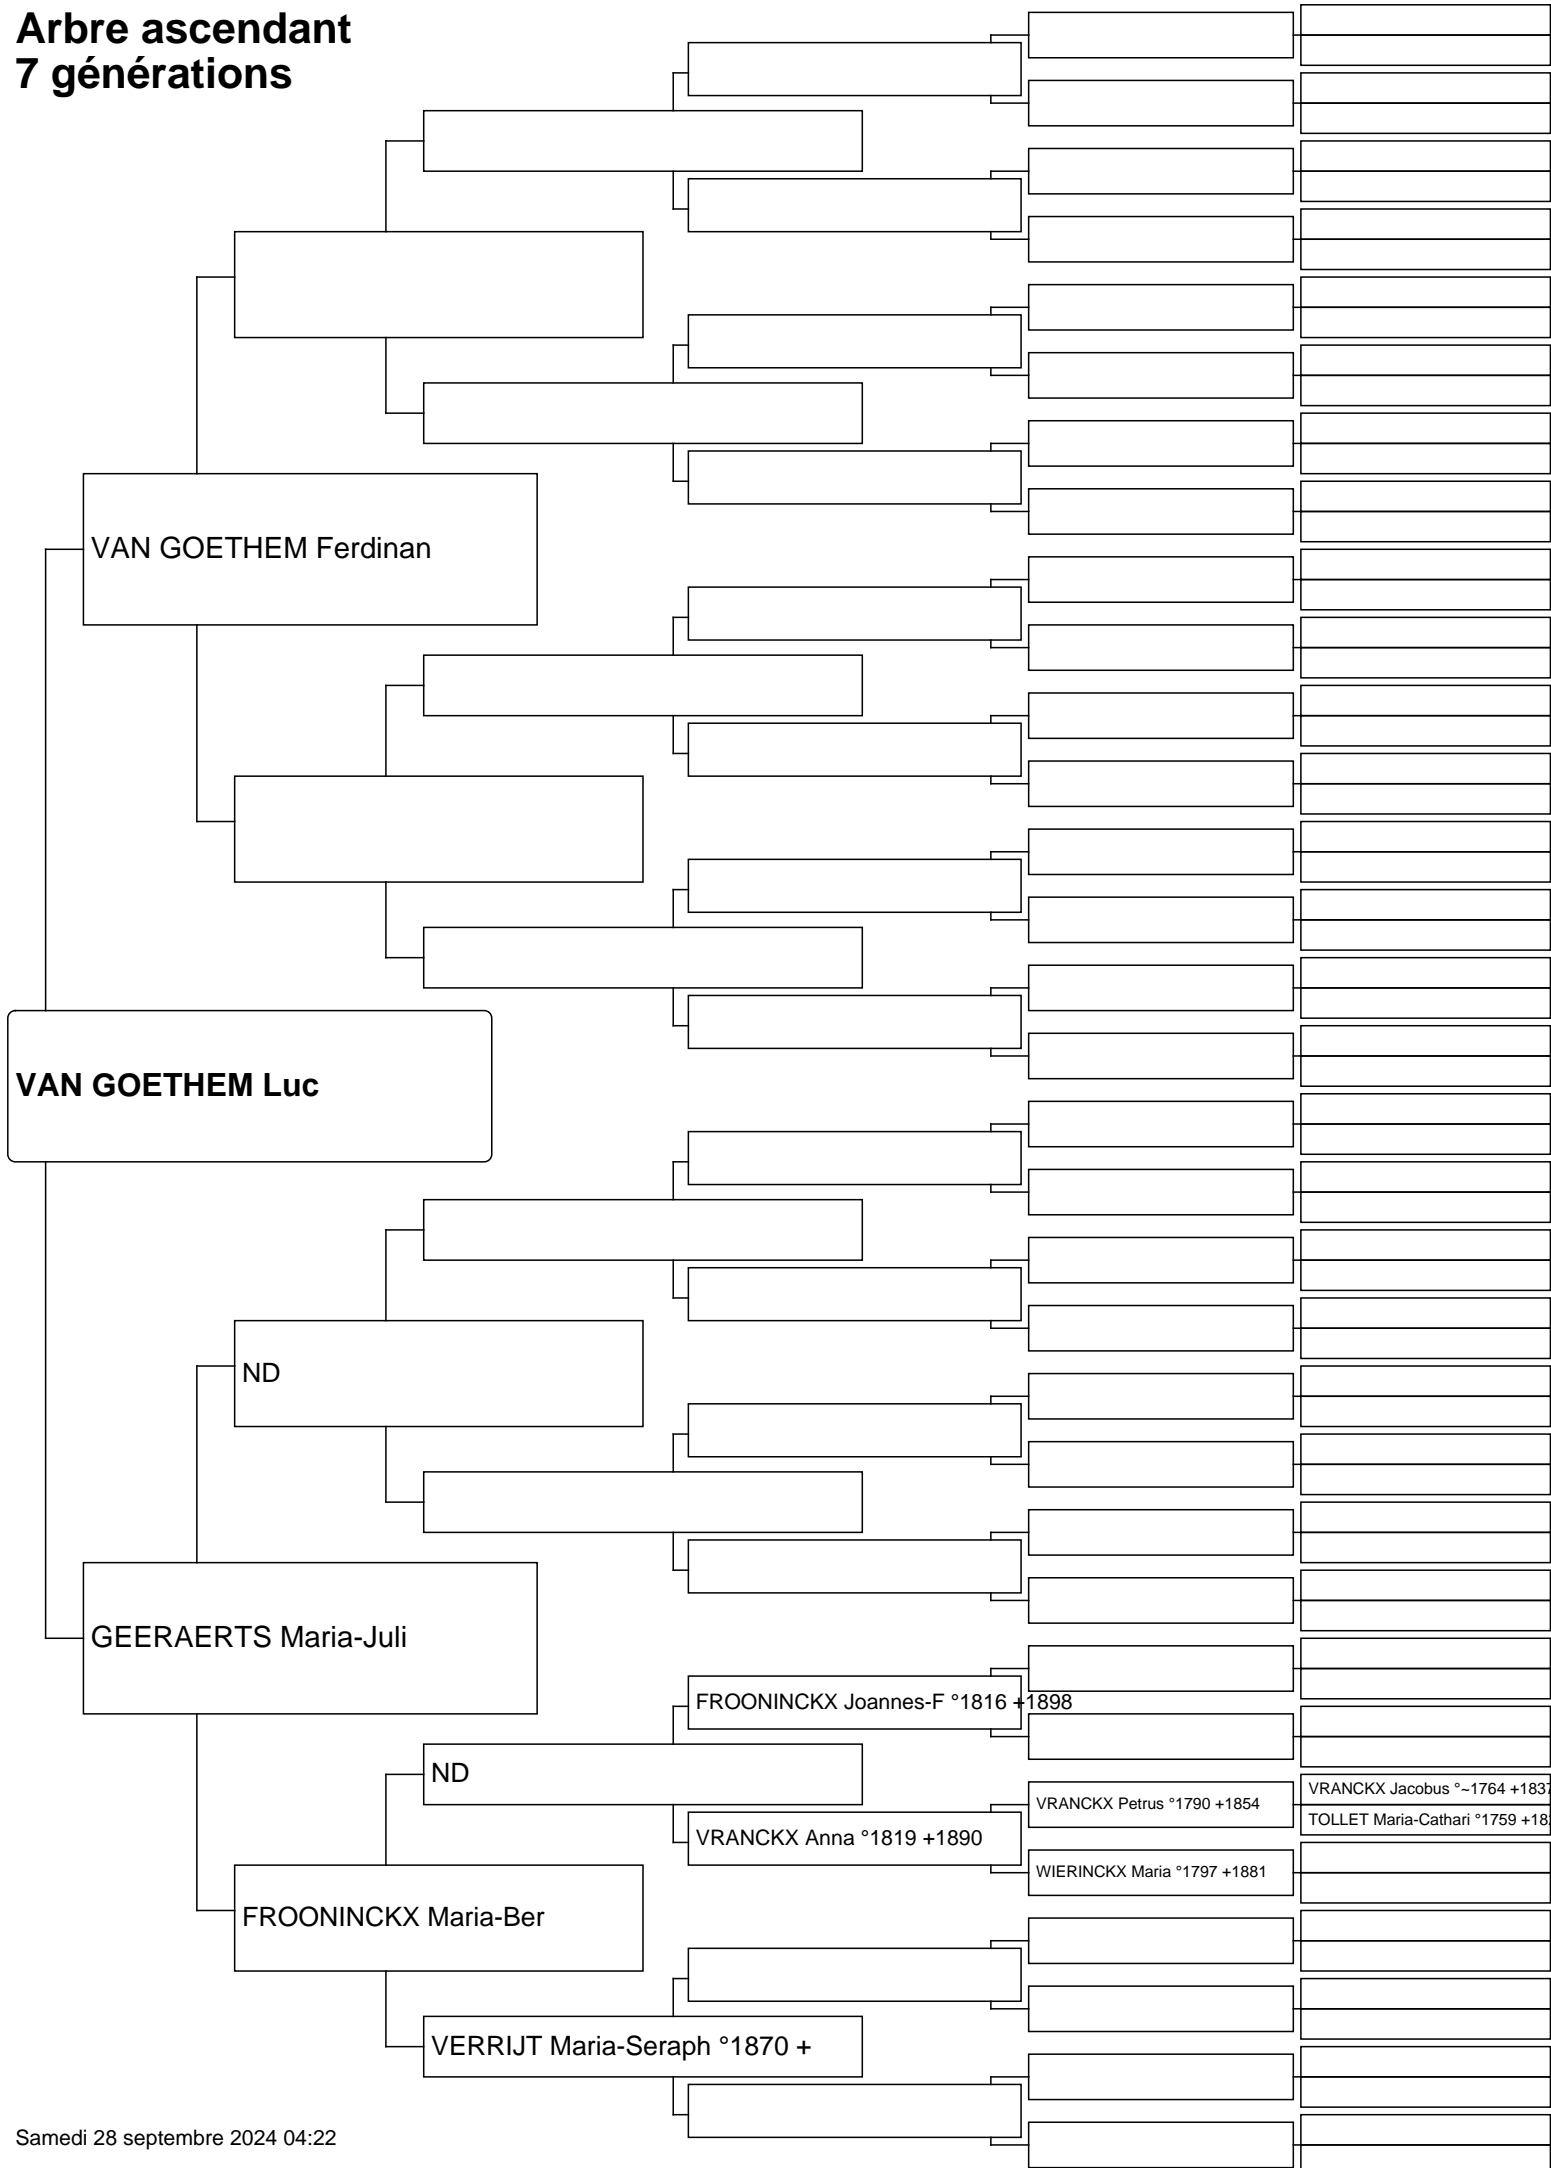 Arbre ascendant
7 générations
VAN GOETHEM Ferdinan
VAN GOETHEM Luc
ND
GEERAERTS Maria-Juli
FROONINCKX Joannes-F °1816 +1898
ND
VRANCKX Petrus °1790 +1854
VRANCKX Jacobus °~1764 +1837
TOLLET Maria-Cathari °1759 +18
VRANCKX Anna °1819 +1890
WIERINCKX Maria °1797 +1881
FROONINCKX Maria-Ber
VERRIJT Maria-Seraph °1870 +
Samedi 28 septembre 2024 04:22